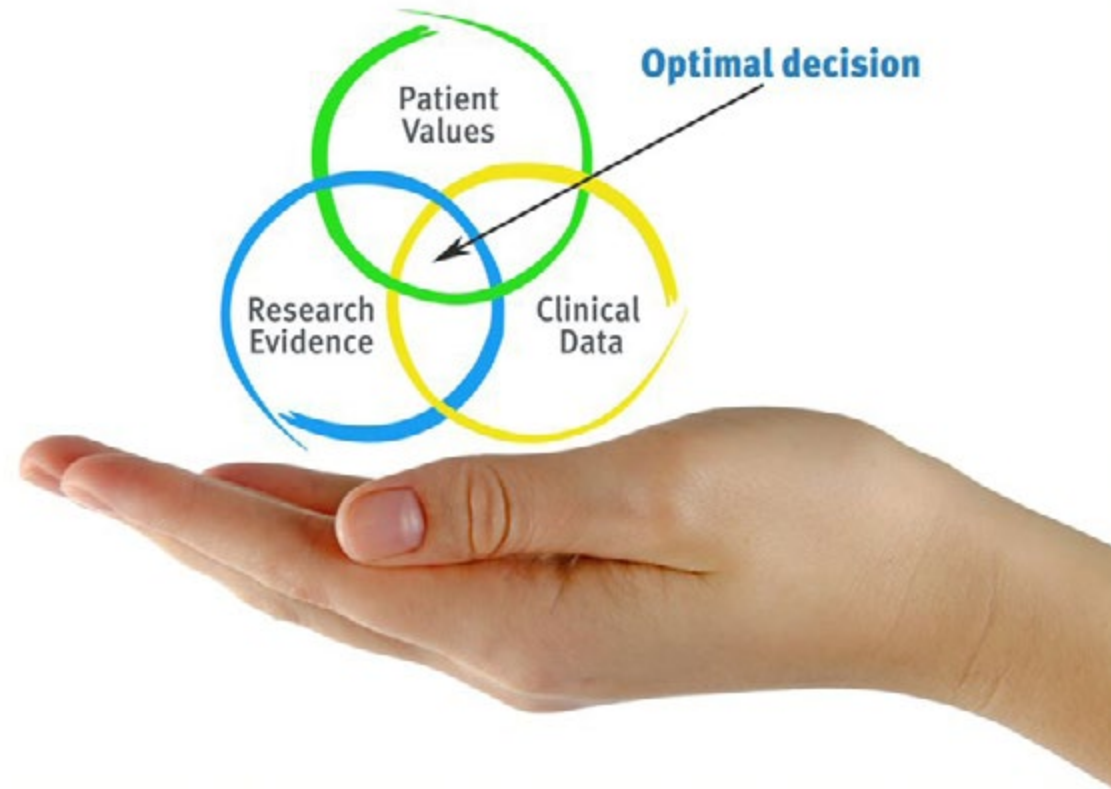 Optimal decision
Patient
Values
Research
Evidence
Clinical
Data